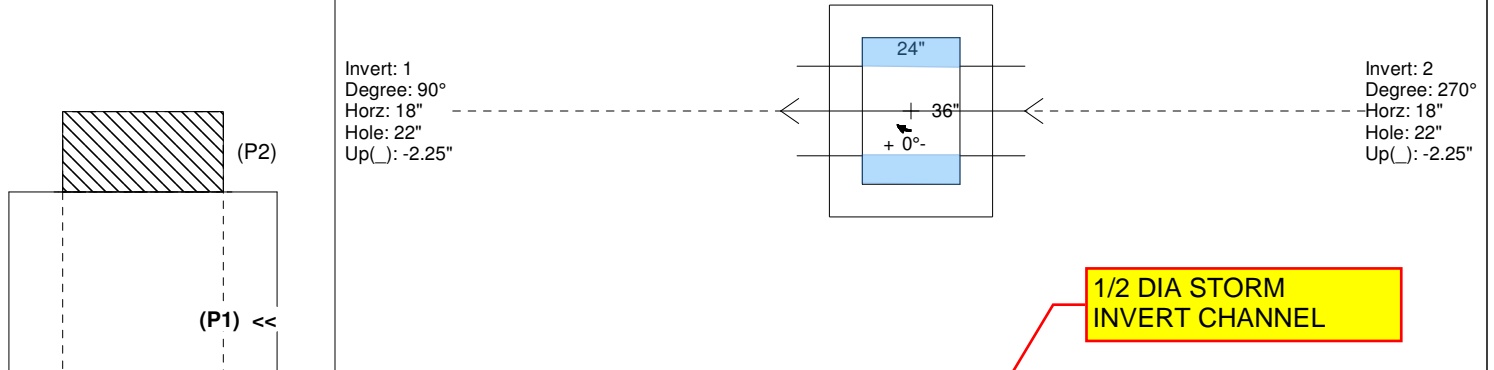 (P2)
(P1) <<
Invert: 1
Degree: 90°
Horz: 18"
Hole: 22"
Up(_): -2.25"
24"
36"
+ 0°-
Invert: 2
Degree: 270°
Horz: 18"
Hole: 22"
Up(_): -2.25"
1/2 DIA STORM
INVERT CHANNEL